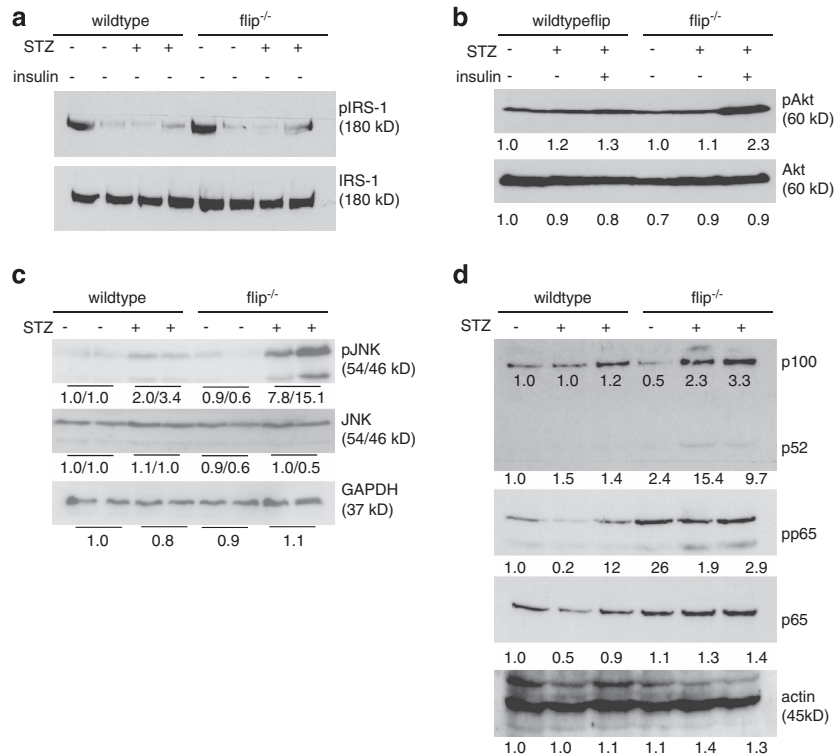 a
wildtype flip-/-
STZ - - + + - - + +
insulin - - - - - - - -
pIRS-1
(180 kD)
IRS-1
(180 kD)
b
wildtypeflip flip-/-
STZ - + + - + +
insulin - - + - - +
pAkt
(60 kD)
1.0 1.2 1.3 1.0 1.1 2.3
Akt
(60 kD)
1.0 0.9 0.8 0.7 0.9 0.9
c
wildtype flip-/-
STZ - - + + - - + +
pJNK
(54/46 kD)
1.0/1.0 2.0/3.4 0.9/0.6 7.8/15.1
JNK
(54/46 kD)
1.0/1.0 1.1/1.0 0.9/0.6 1.0/0.5
GAPDH
(37 kD)
1.0 0.8 0.9 1.1
d
wildtype flip-/-
STZ - + + - + +
p100
1.0 1.0 1.2 0.5 2.3 3.3
p52
1.0 1.5 1.4 2.4 15.4 9.7
pp65
1.0 0.2 12 26 1.9 2.9
p65
1.0 0.5 0.9 1.1 1.3 1.4
actin
(45kD)
1.0 1.0 1.1 1.1 1.4 1.3